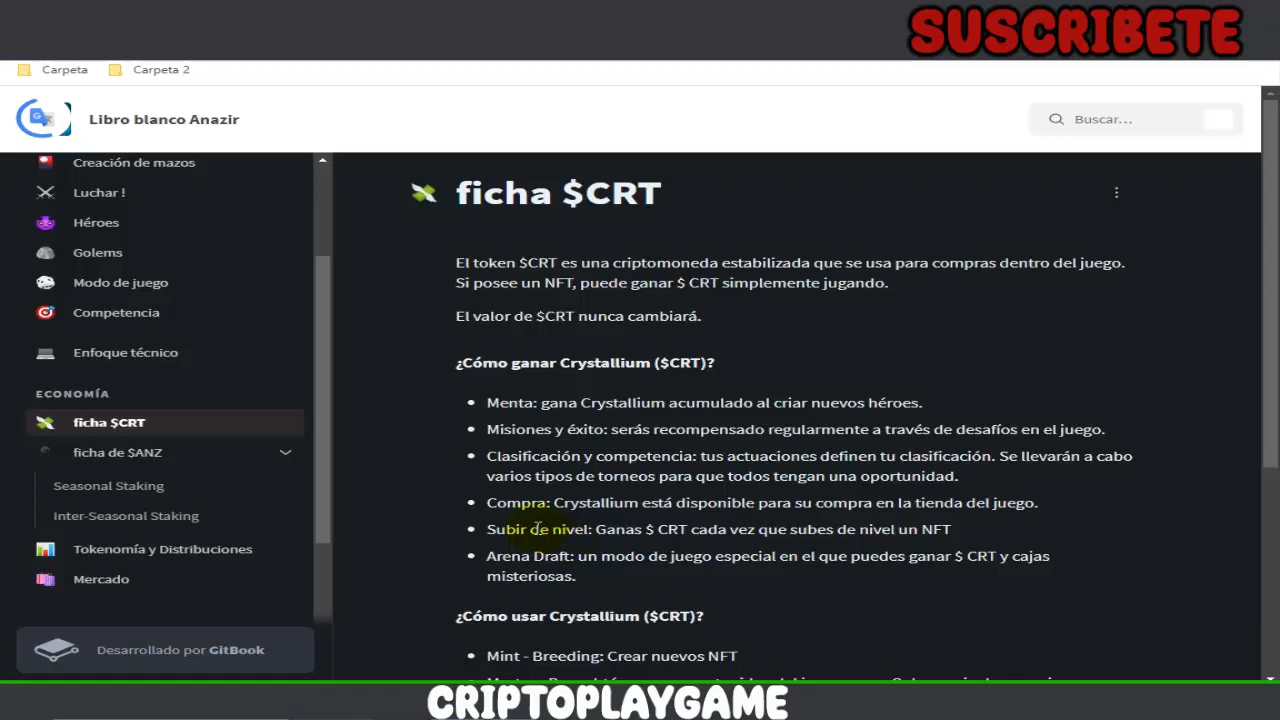 SUSCRIBETE
Carpeta
Carpeta 2
Libro blanco Anazir
Buscar...
Creación de mazos
Luchar !
Héroes
Golems
Modo de juego
Competencia
Enfoque técnico
ECONOMÍA
ficha $CRT
ficha de $ANZ
Seasonal Staking
Inter-Seasonal Staking
Tokenomía y Distribuciones
Mercado
Desarrollado por GitBook
ficha $CRT
El token $CRT es una criptomoneda estabilizada que se usa para compras dentro del juego.
Si posee un NFT, puede ganar $ CRT simplemente jugando.
El valor de $CRT nunca cambiará.
¿Cómo ganar Crystallium ($CRT)?
Menta: gana Crystallium acumulado al criar nuevos héroes.
Misiones y éxito: serás recompensado regularmente a través de desafíos en el juego.
Clasificación y competencia: tus actuaciones definen tu clasificación. Se llevarán a cabo
varios tipos de torneos para que todos tengan una oportunidad.
Compra: Crystallium está disponible para su compra en la tienda del juego.
Subir de nivel: Ganas $ CRT cada vez que subes de nivel un NFT
Arena Draft: un modo de juego especial en el que puedes ganar $ CRT y cajas
misteriosas.
¿Cómo usar Crystallium ($CRT)?
Mint - Breeding: Crear nuevos NFT
CRIPTOPLAYGAME